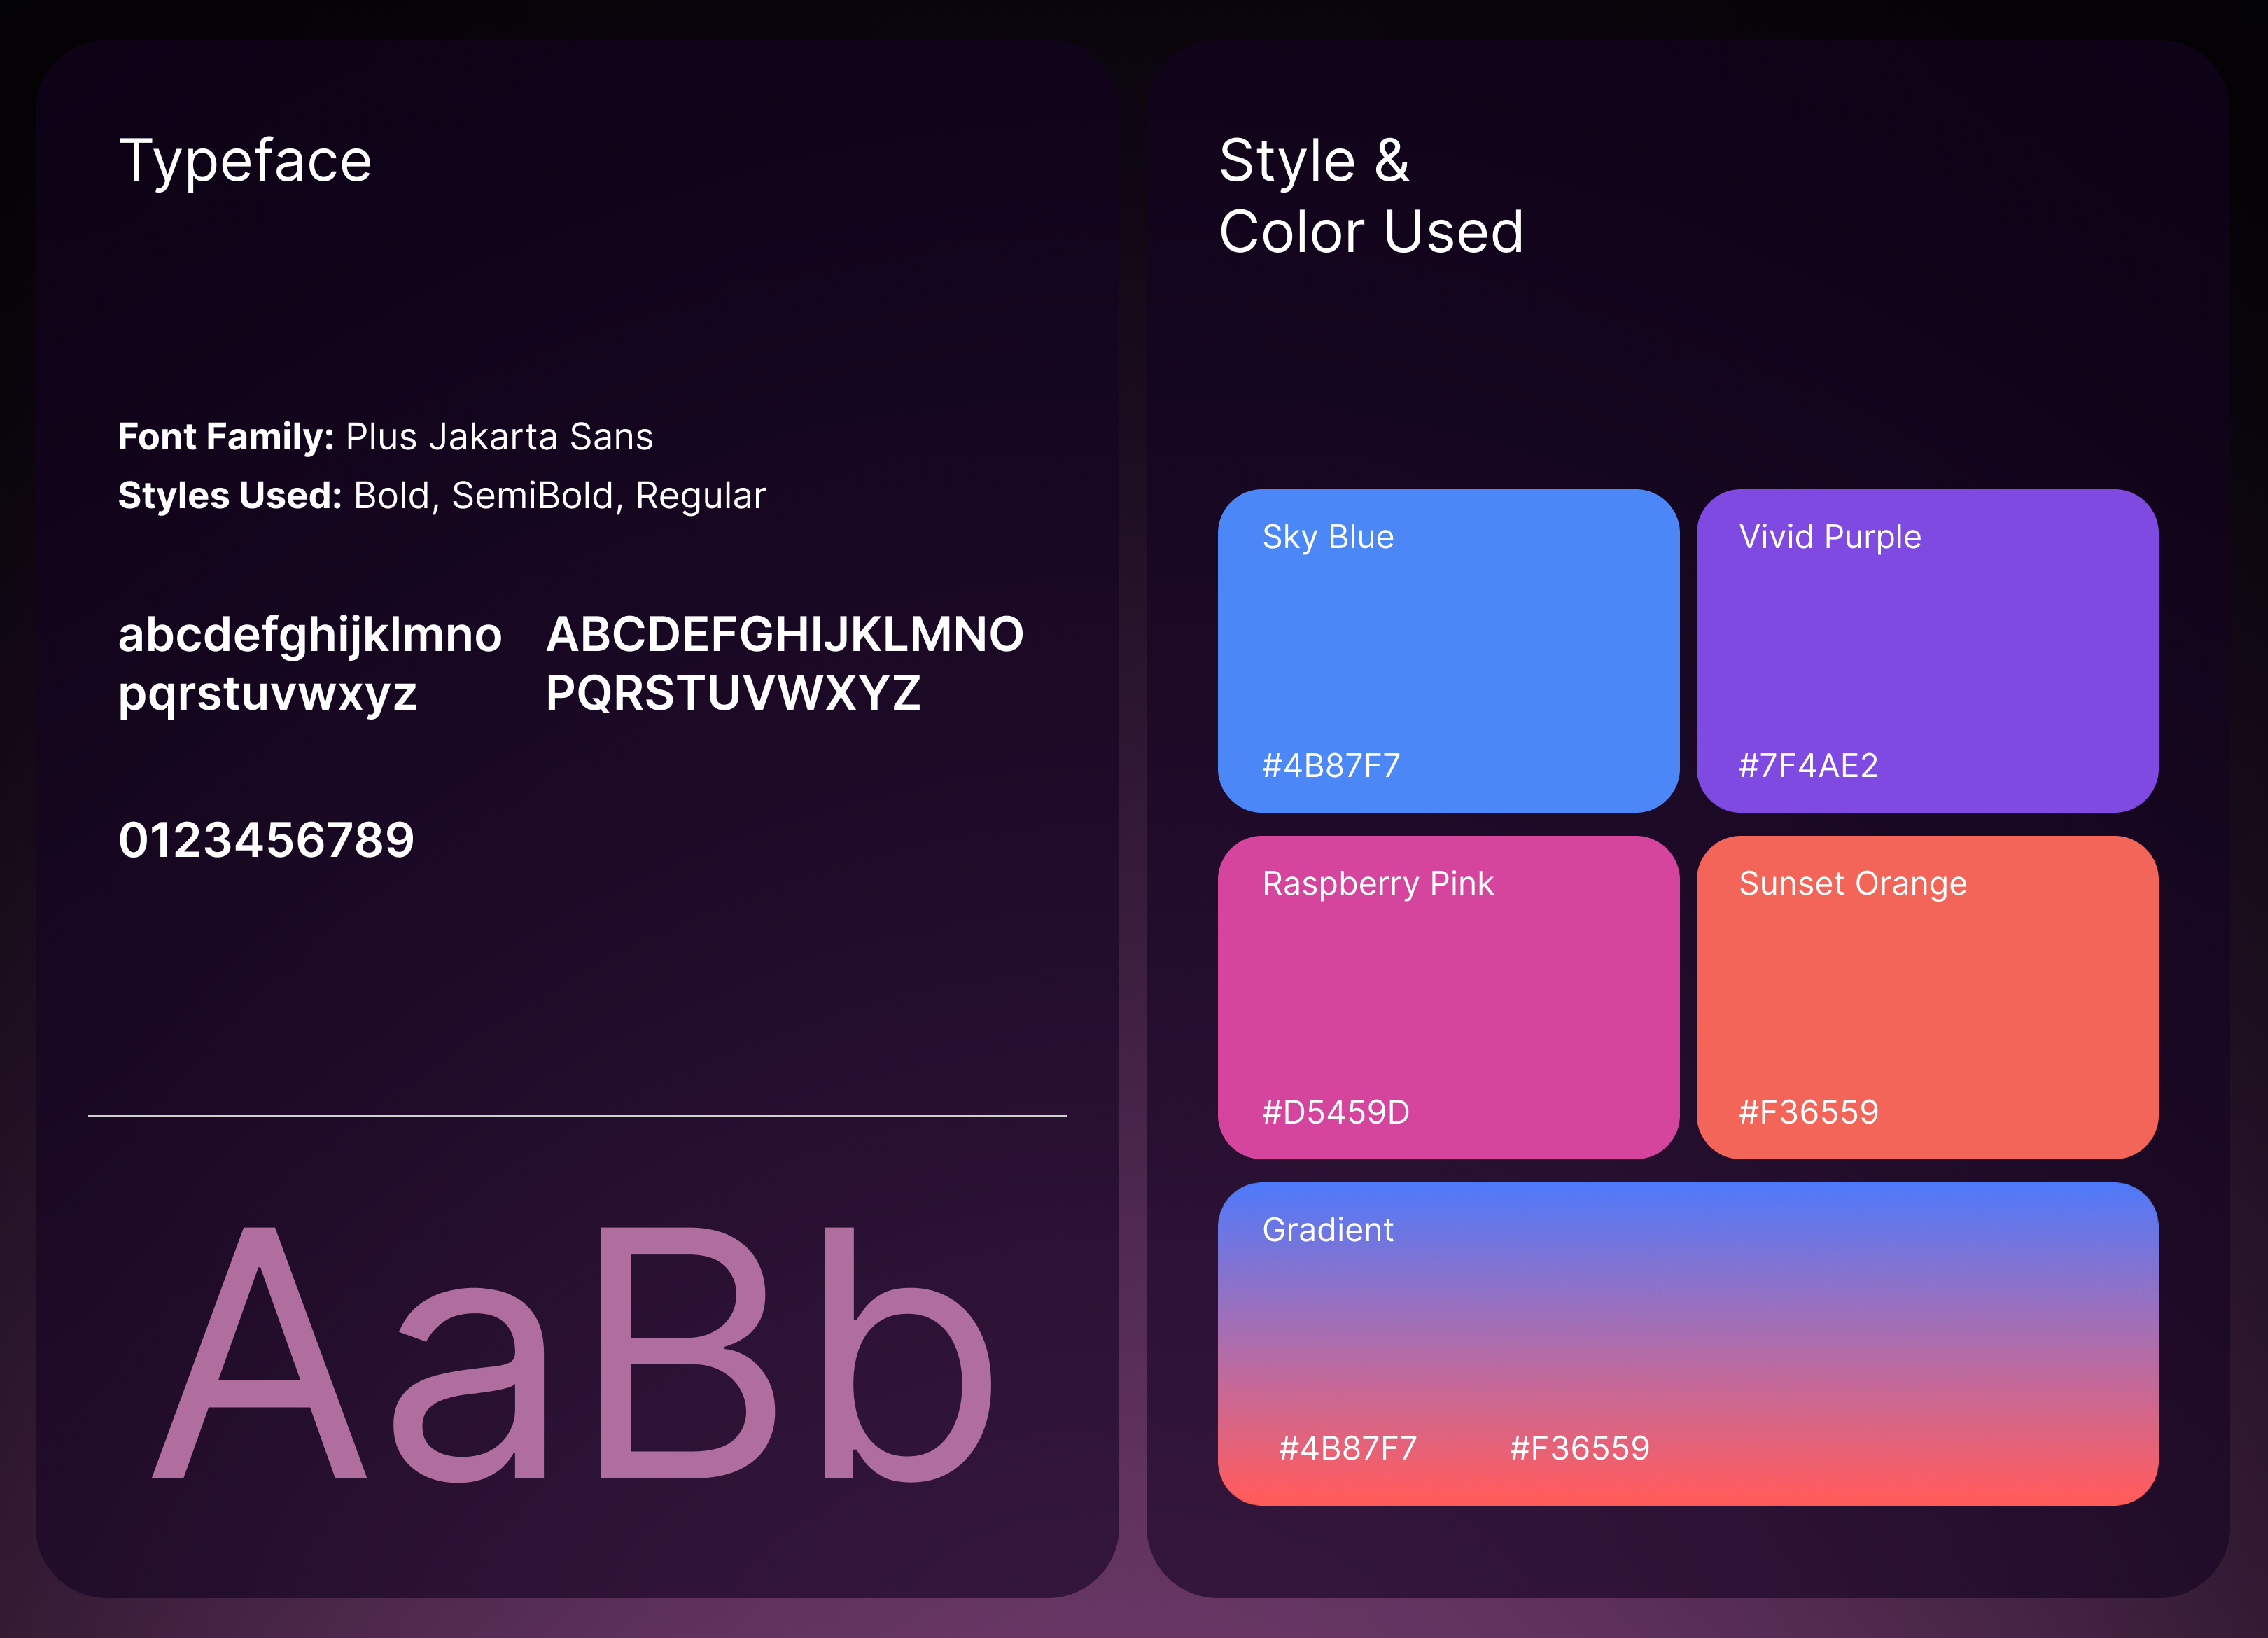 Typeface
Font Family: Plus Jakarta Sans
Styles Used: Bold, SemiBold, Regular
abcdefghijklmno
pqrstuvwxyz
ABCDEFGHIJKLMNO
PQRSTUVWXYZ
0123456789
AaBb
Style &
Color Used
Sky Blue
#4B87F7
Vivid Purple
#7F4AE2
Raspberry Pink
#D5459D
Sunset Orange
#F36559
Gradient
#4B87F7 #F36559